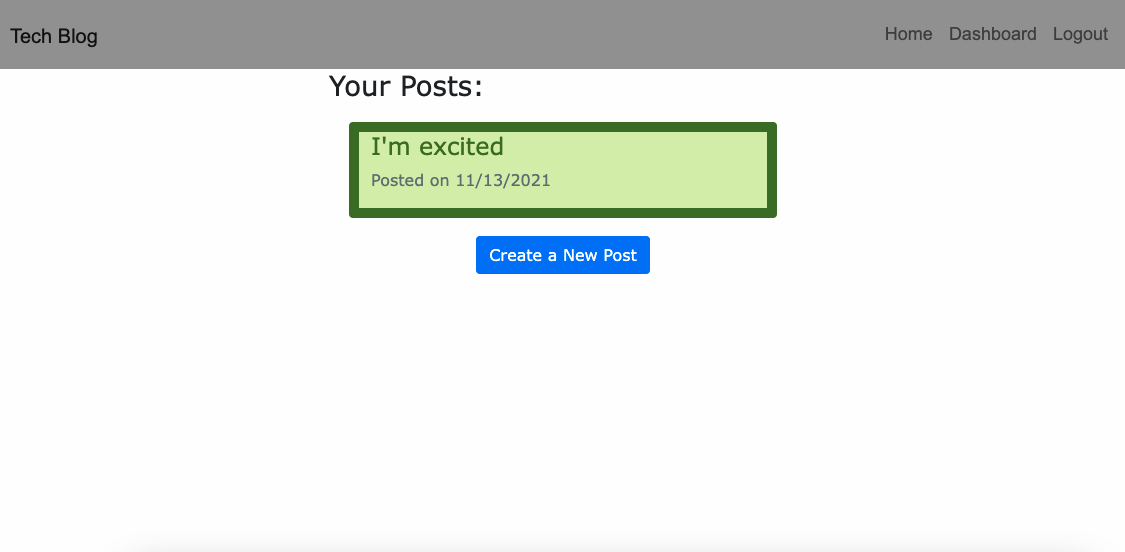 Tech Blog
Home Dashboard Logout
Your Posts:
I'm excited
Posted on 11/13/2021
Create a New Post